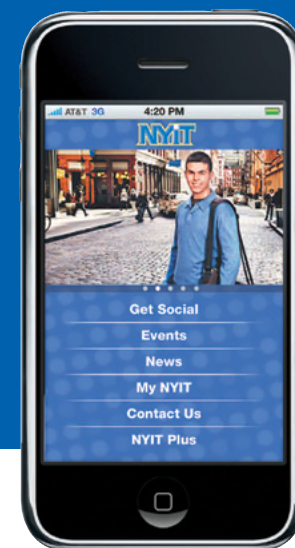 AT&T 3G 4:20 PM
NYiT
Get Social
Events
News
My NYIT
Contact Us
NYIT Plus